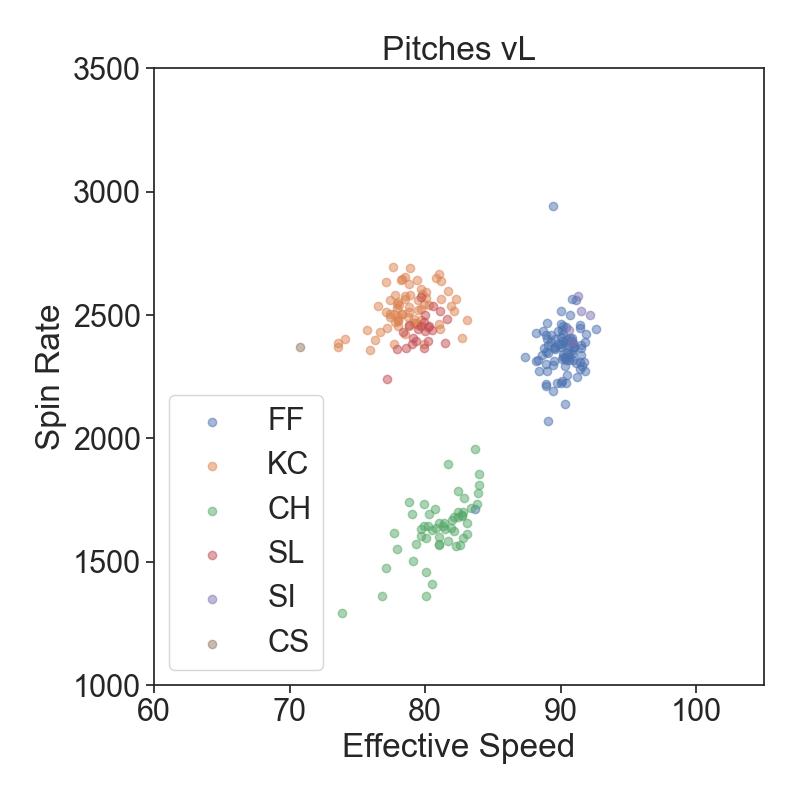 Pitches vL
3500
3000
2500
2000
1500
1000
Spin Rate
FF
KC
CH
SL
SI
CS
60 70 80 90 100
Effective Speed